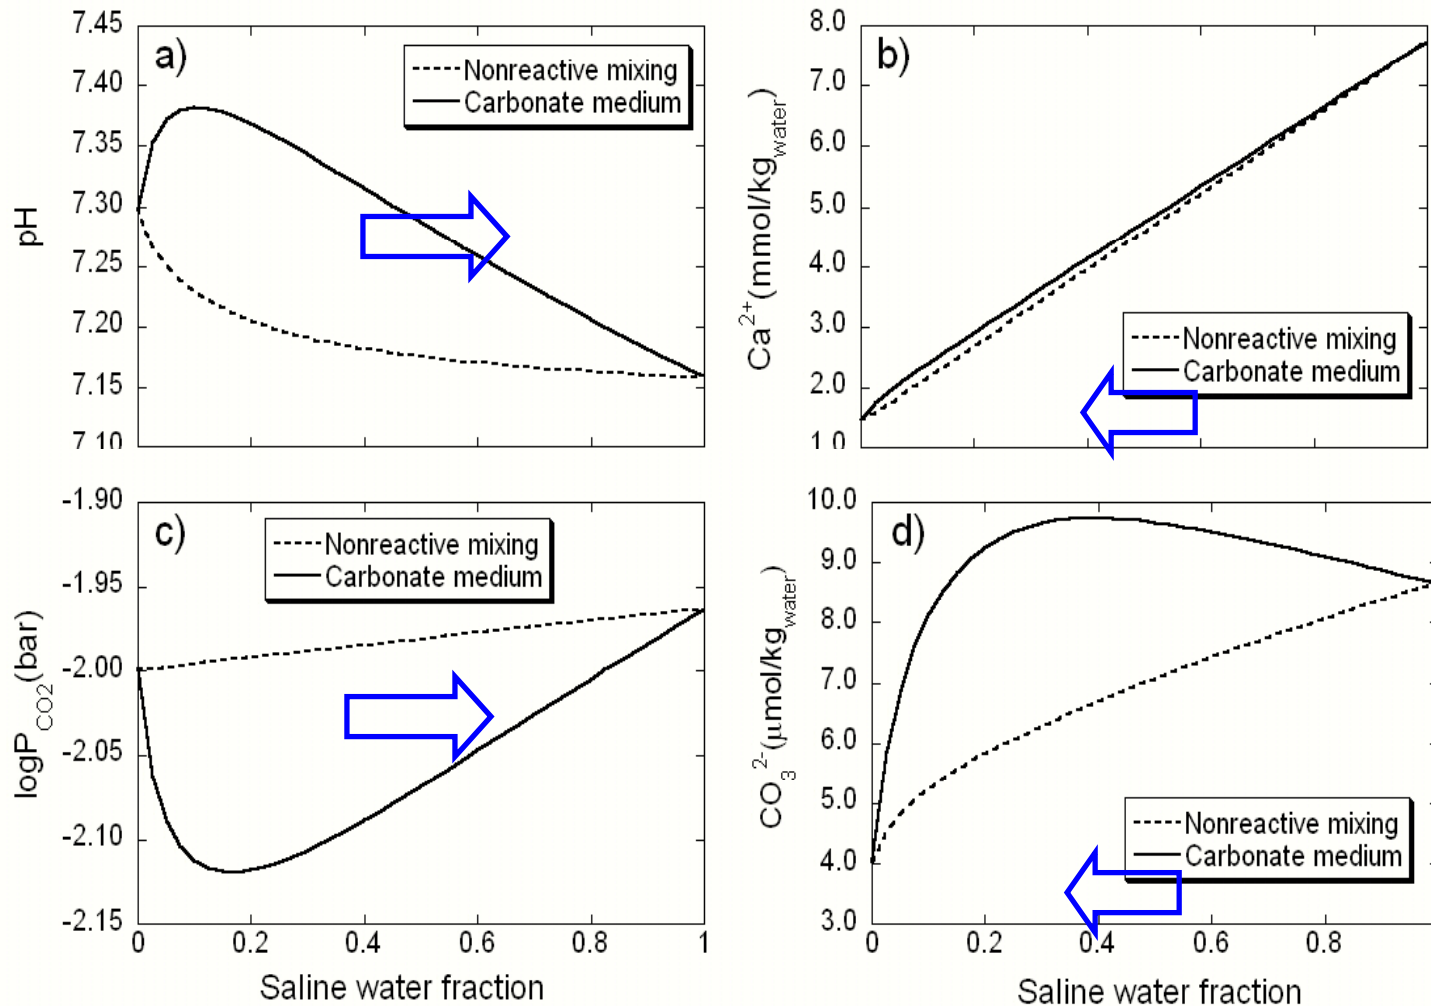 a)
Nonreactive mixing
Carbonate medium
7.45
7.40
7.35
7.30
7.25
7.20
7.15
7.10
pH
b)
Nonreactive mixing
Carbonate medium
8.0
7.0
6.0
5.0
4.0
3.0
2.0
1.0
Ca2+(mmol/kgwater)
c)
Nonreactive mixing
Carbonate medium
-1.90
-1.95
-2.00
-2.05
-2.10
-2.15
logPCO2(bar)
0 0.2 0.4 0.6 0.8 1
Saline water fraction
d)
Nonreactive mixing
Carbonate medium
10.0
9.0
8.0
7.0
6.0
5.0
4.0
3.0
CO32-(μmol/kgwater)
0 0.2 0.4 0.6 0.8
Saline water fraction